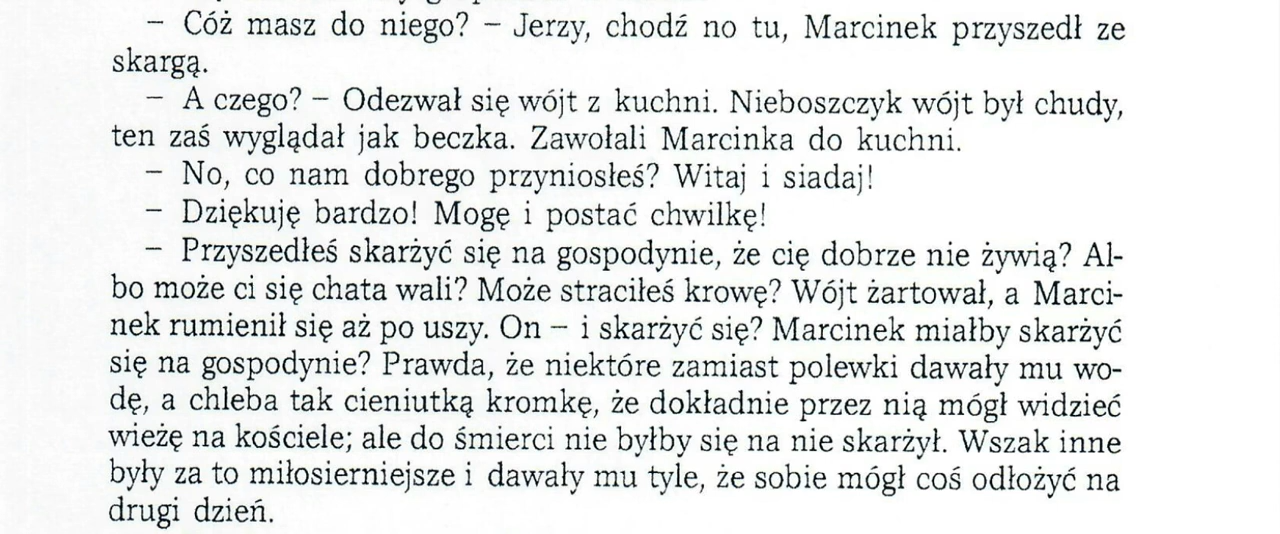 – Cóż masz do niego? – Jerzy, chodź no tu, Marcinek przyszedł ze
skargą.
– A czego? – Odezwał się wójt z kuchni. Nieboszczyk wójt był chudy,
ten zaś wyglądał jak beczka. Zawołali Marcinka do kuchni.
– No, co nam dobrego przyniosłeś? Witaj i siadaj!
– Dziękuję bardzo! Mogę i postać chwilkę!
– Przyszedłeś skarżyć się na gospodynie, że cię dobrze nie żywią? Al-
bo może ci się chata wali? Może straciłeś krowę? Wójt żartował, a Marci-
nek rumienił się aż po uszy. On – i skarżyć się? Marcinek miałby skarżyć
się na gospodynie? Prawda, że niektóre zamiast polewki dawały mu wo-
dę, a chleba tak cieniutką kromkę, że dokładnie przez nią mógł widzieć
wieżę na kościele; ale do śmierci nie byłby się na nie skarżył. Wszak inne
były za to miłosierniejsze i dawały mu tyle, że sobie mógł coś odłożyć na
drugi dzień.